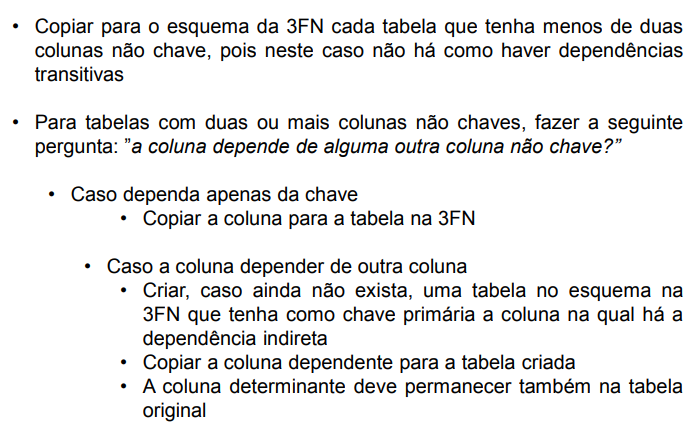 • Copiar para o esquema da 3FN cada tabela que tenha menos de duas
colunas não chave, pois neste caso não há como haver dependências
transitivas
• Para tabelas com duas ou mais colunas não chaves, fazer a seguinte
pergunta: ”a coluna depende de alguma outra coluna não chave?”
• Caso dependa apenas da chave
• Copiar a coluna para a tabela na 3FN
• Caso a coluna depender de outra coluna
• Criar, caso ainda não exista, uma tabela no esquema na
3FN que tenha como chave primária a coluna na qual há a
dependência indireta
• Copiar a coluna dependente para a tabela criada
• A coluna determinante deve permanecer também na tabela
original